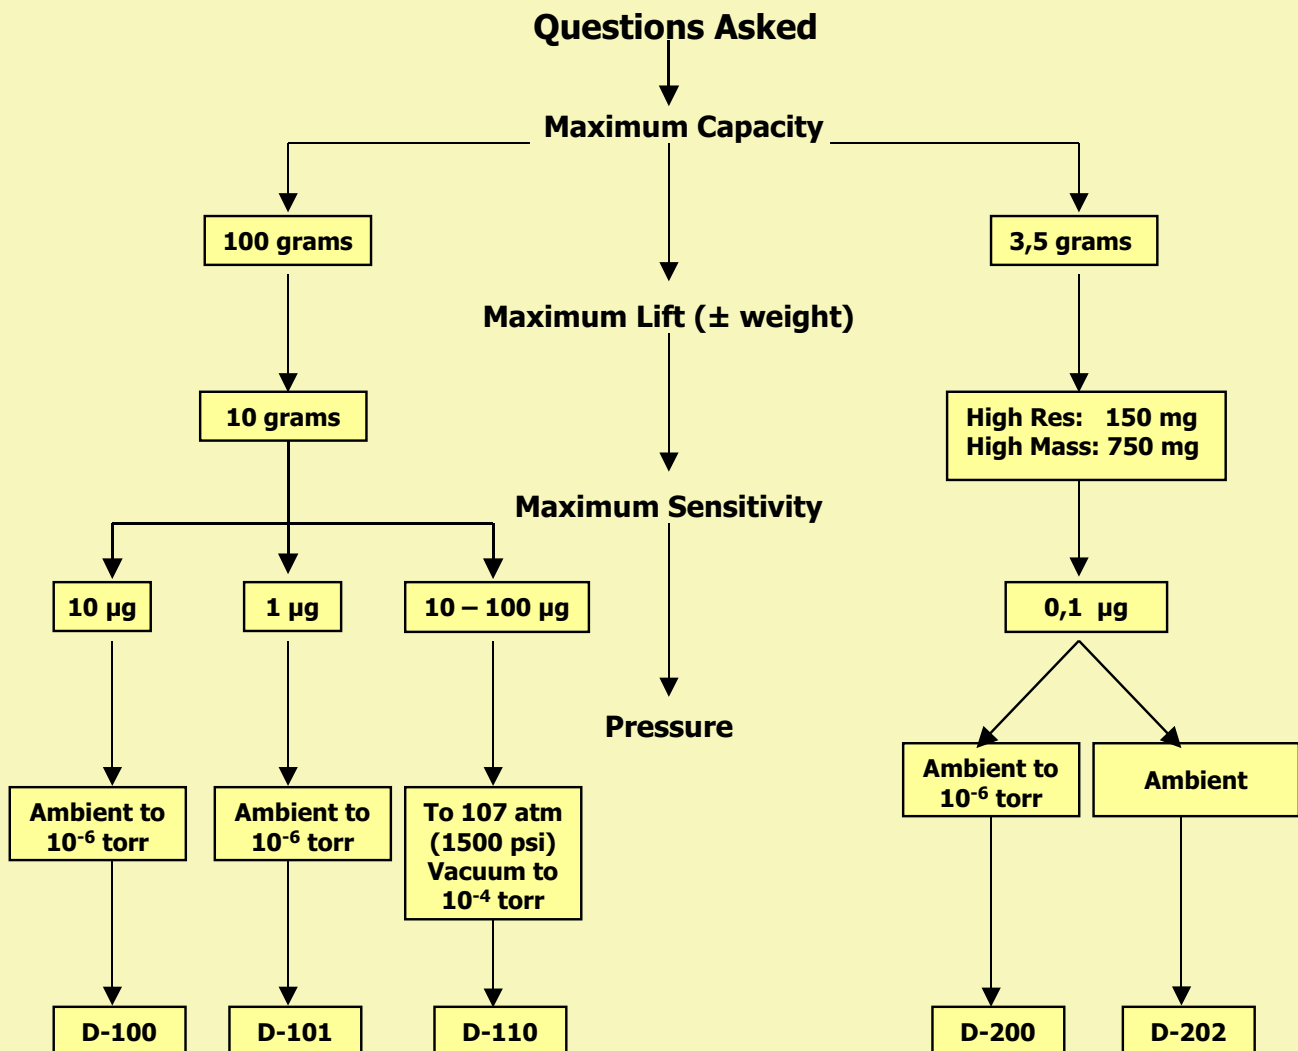 Questions Asked
Maximum Capacity
100 grams
3,5 grams
Maximum Lift (± weight)
10 grams
High Res:   150 mg
High Mass: 750 mg
Maximum Sensitivity
10 µg
1 µg
10 – 100 µg
0,1  µg
Pressure
Ambient to
10⁻⁶ torr
Ambient to
10⁻⁶ torr
To 107 atm
(1500 psi)
Vacuum to
10⁻⁴ torr
Ambient to
10⁻⁶ torr
Ambient
D-100
D-101
D-110
D-200
D-202